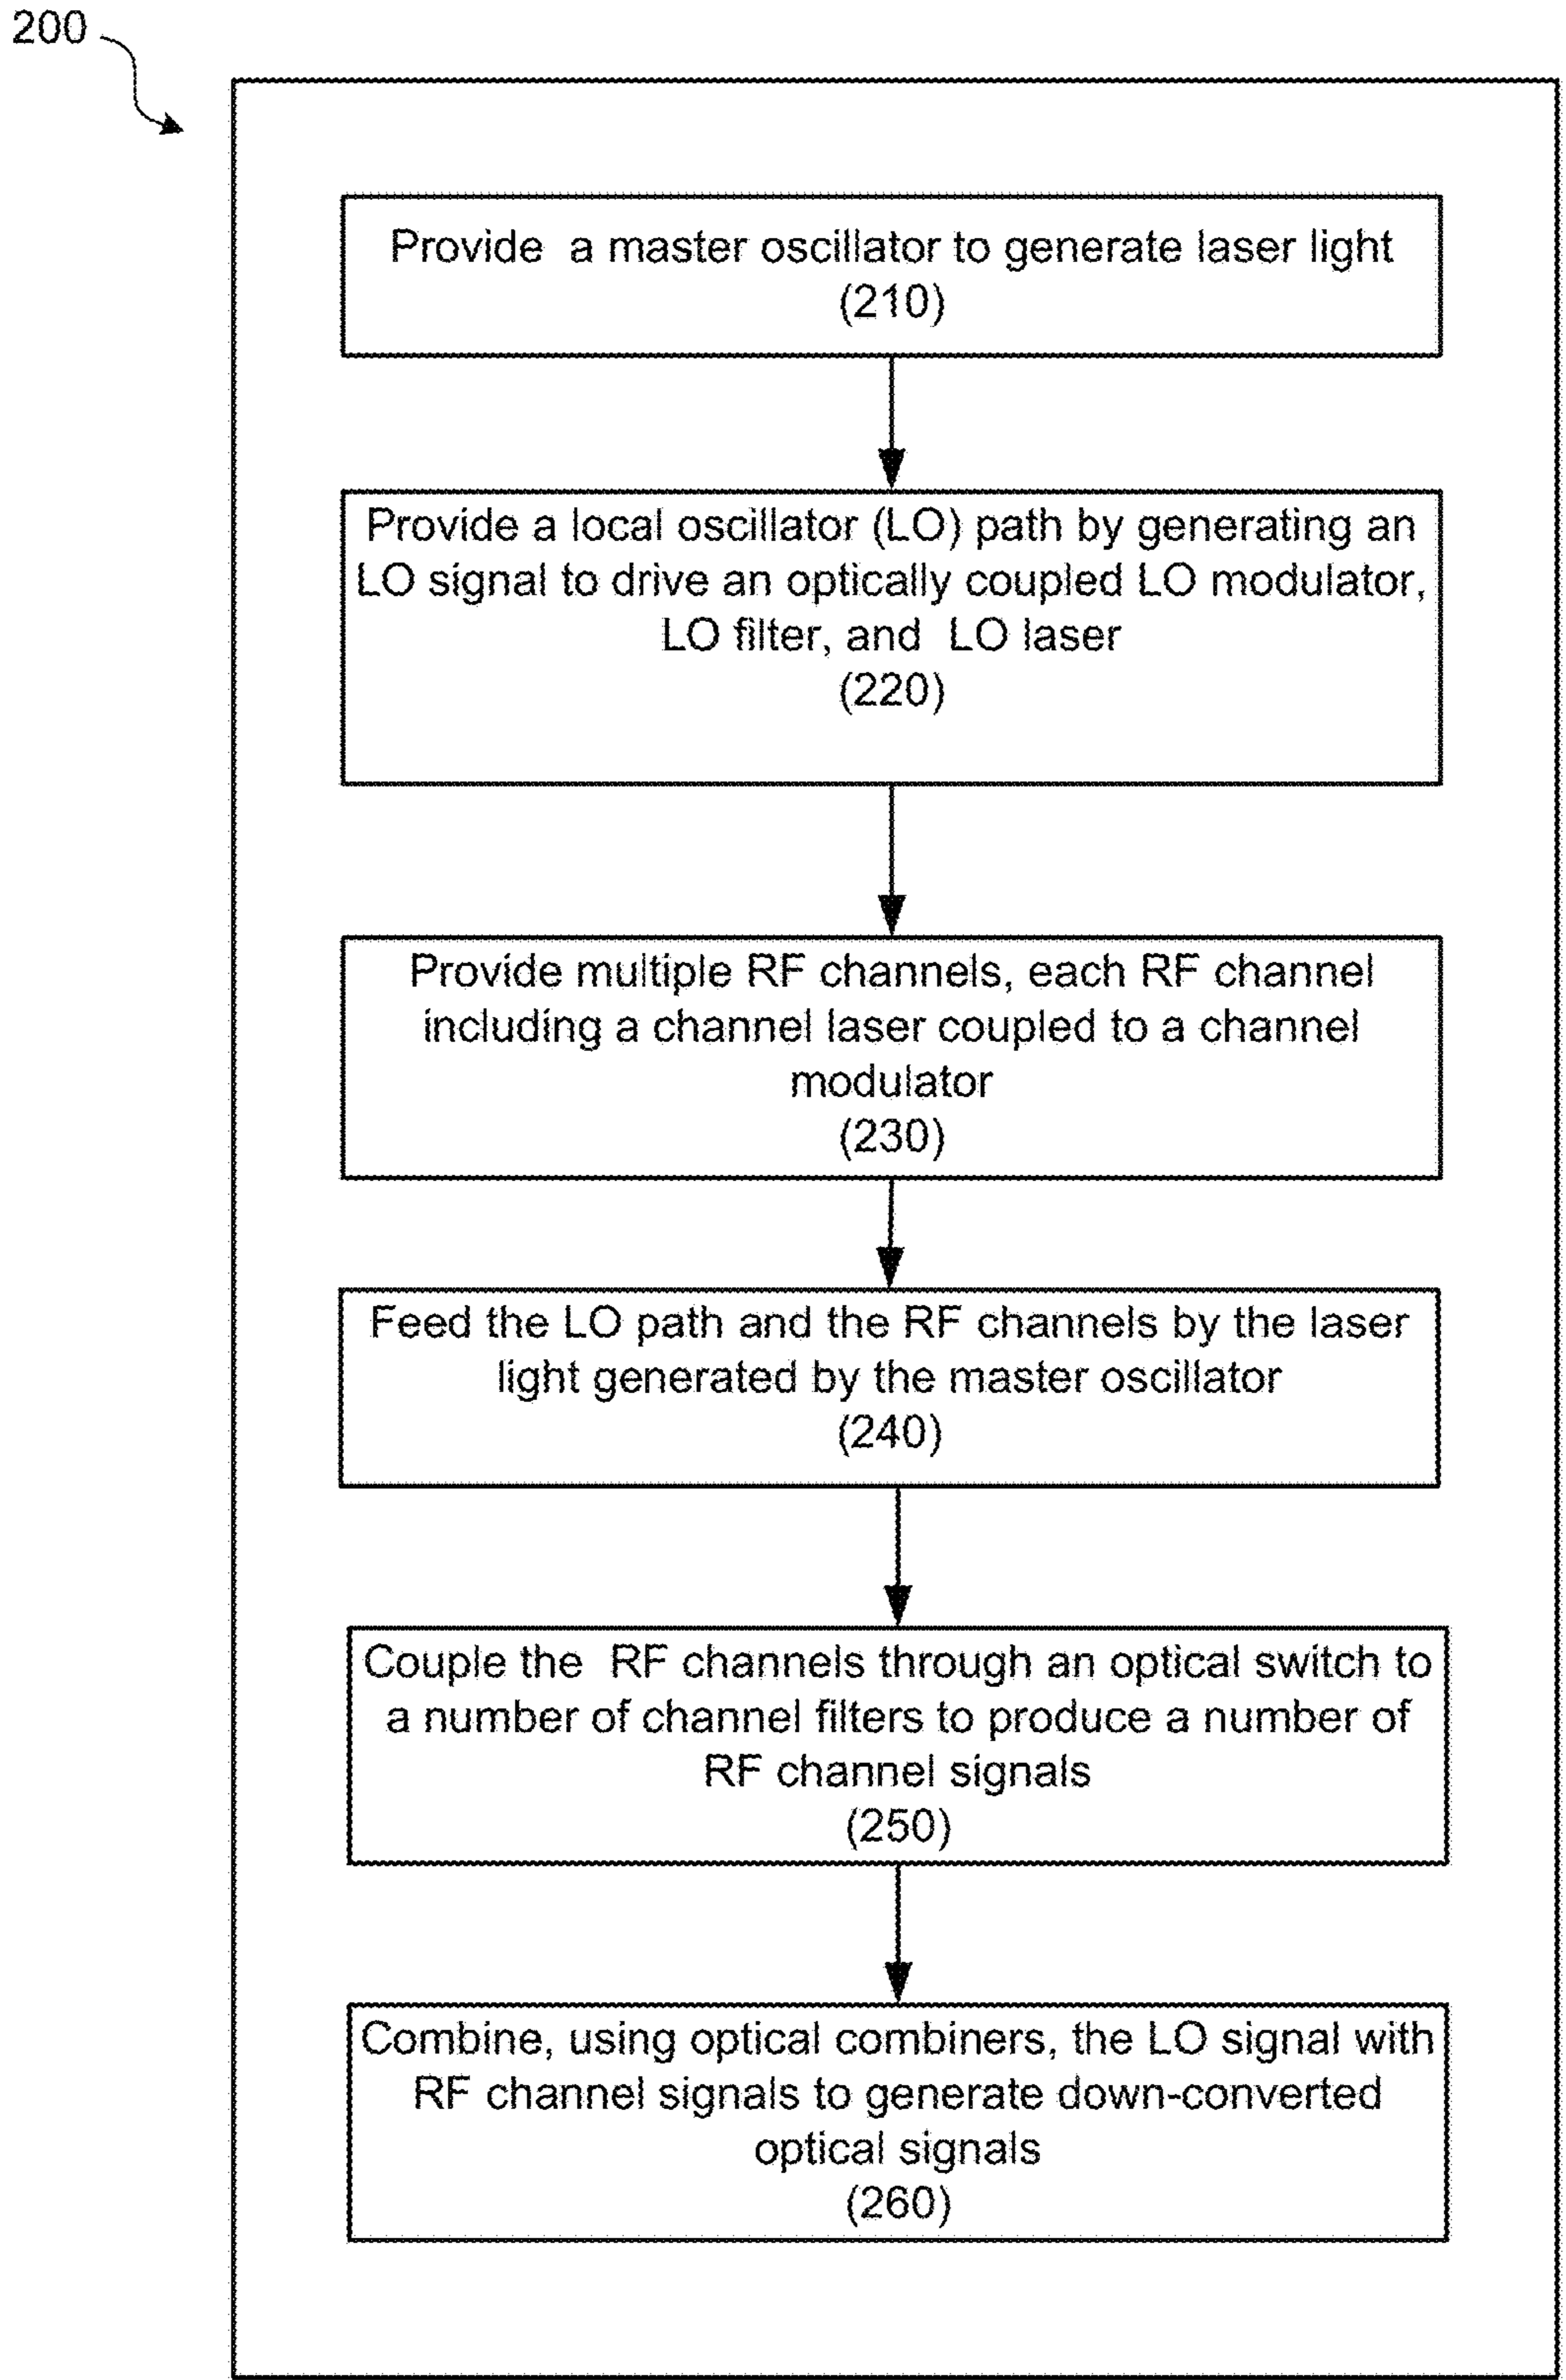 200
Provide a master oscillator to generate laser light
(210)
Provide a local oscillator (LO) path by generating an
LO signal to drive an optically coupled LO modulator,
LO filter, and LO laser
(220)
Provide multiple RF channels, each RF channel
including a channel laser coupled to a channel
modulator
(230)
Feed the LO path and the RF channels by the laser
light generated by the master oscillator
(240)
Couple the RF channels through an optical switch to
a number of channel filters to produce a number of
RF channel signals
(250)
Combine, using optical combiners, the LO signal with
RF channel signals to generate down-converted
optical signals
(260)